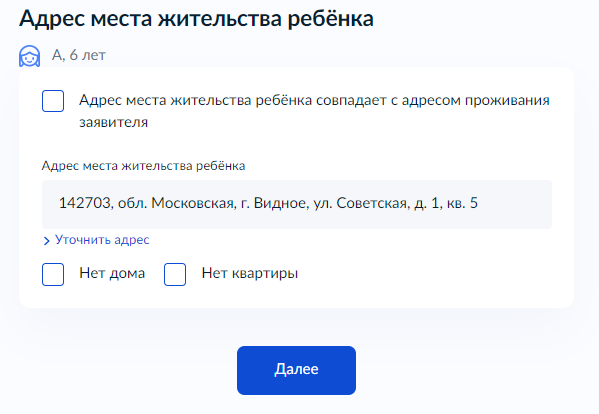 Адрес места жительства ребёнка
А, 6 лет
Адрес места жительства ребёнка совпадает с адресом проживания
заявителя
Адрес места жительства ребёнка
142703, обл. Московская, г. Видное, ул. Советская, д. 1, кв. 5
Уточнить адрес
Нет дома Нет квартиры
Далее